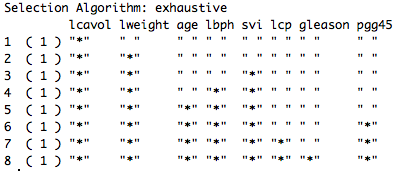 Selection Algorithm: exhaustive
         lcavol lweight age lbph svi lcp gleason pgg45
1  ( 1 ) "*"    " "     " " " "  " " " " " "     " "
2  ( 1 ) "*"    "*"     " " " "  " " " " " "     " "
3  ( 1 ) "*"    "*"     " " " "  "*" " " " "     " "
4  ( 1 ) "*"    "*"     " " "*"  "*" " " " "     " "
5  ( 1 ) "*"    "*"     "*" "*"  "*" " " " "     " "
6  ( 1 ) "*"    "*"     "*" "*"  "*" " " " "     "*"
7  ( 1 ) "*"    "*"     "*" "*"  "*" "*" " "     "*"
8  ( 1 ) "*"    "*"     "*" "*"  "*" "*" "*"     "*"